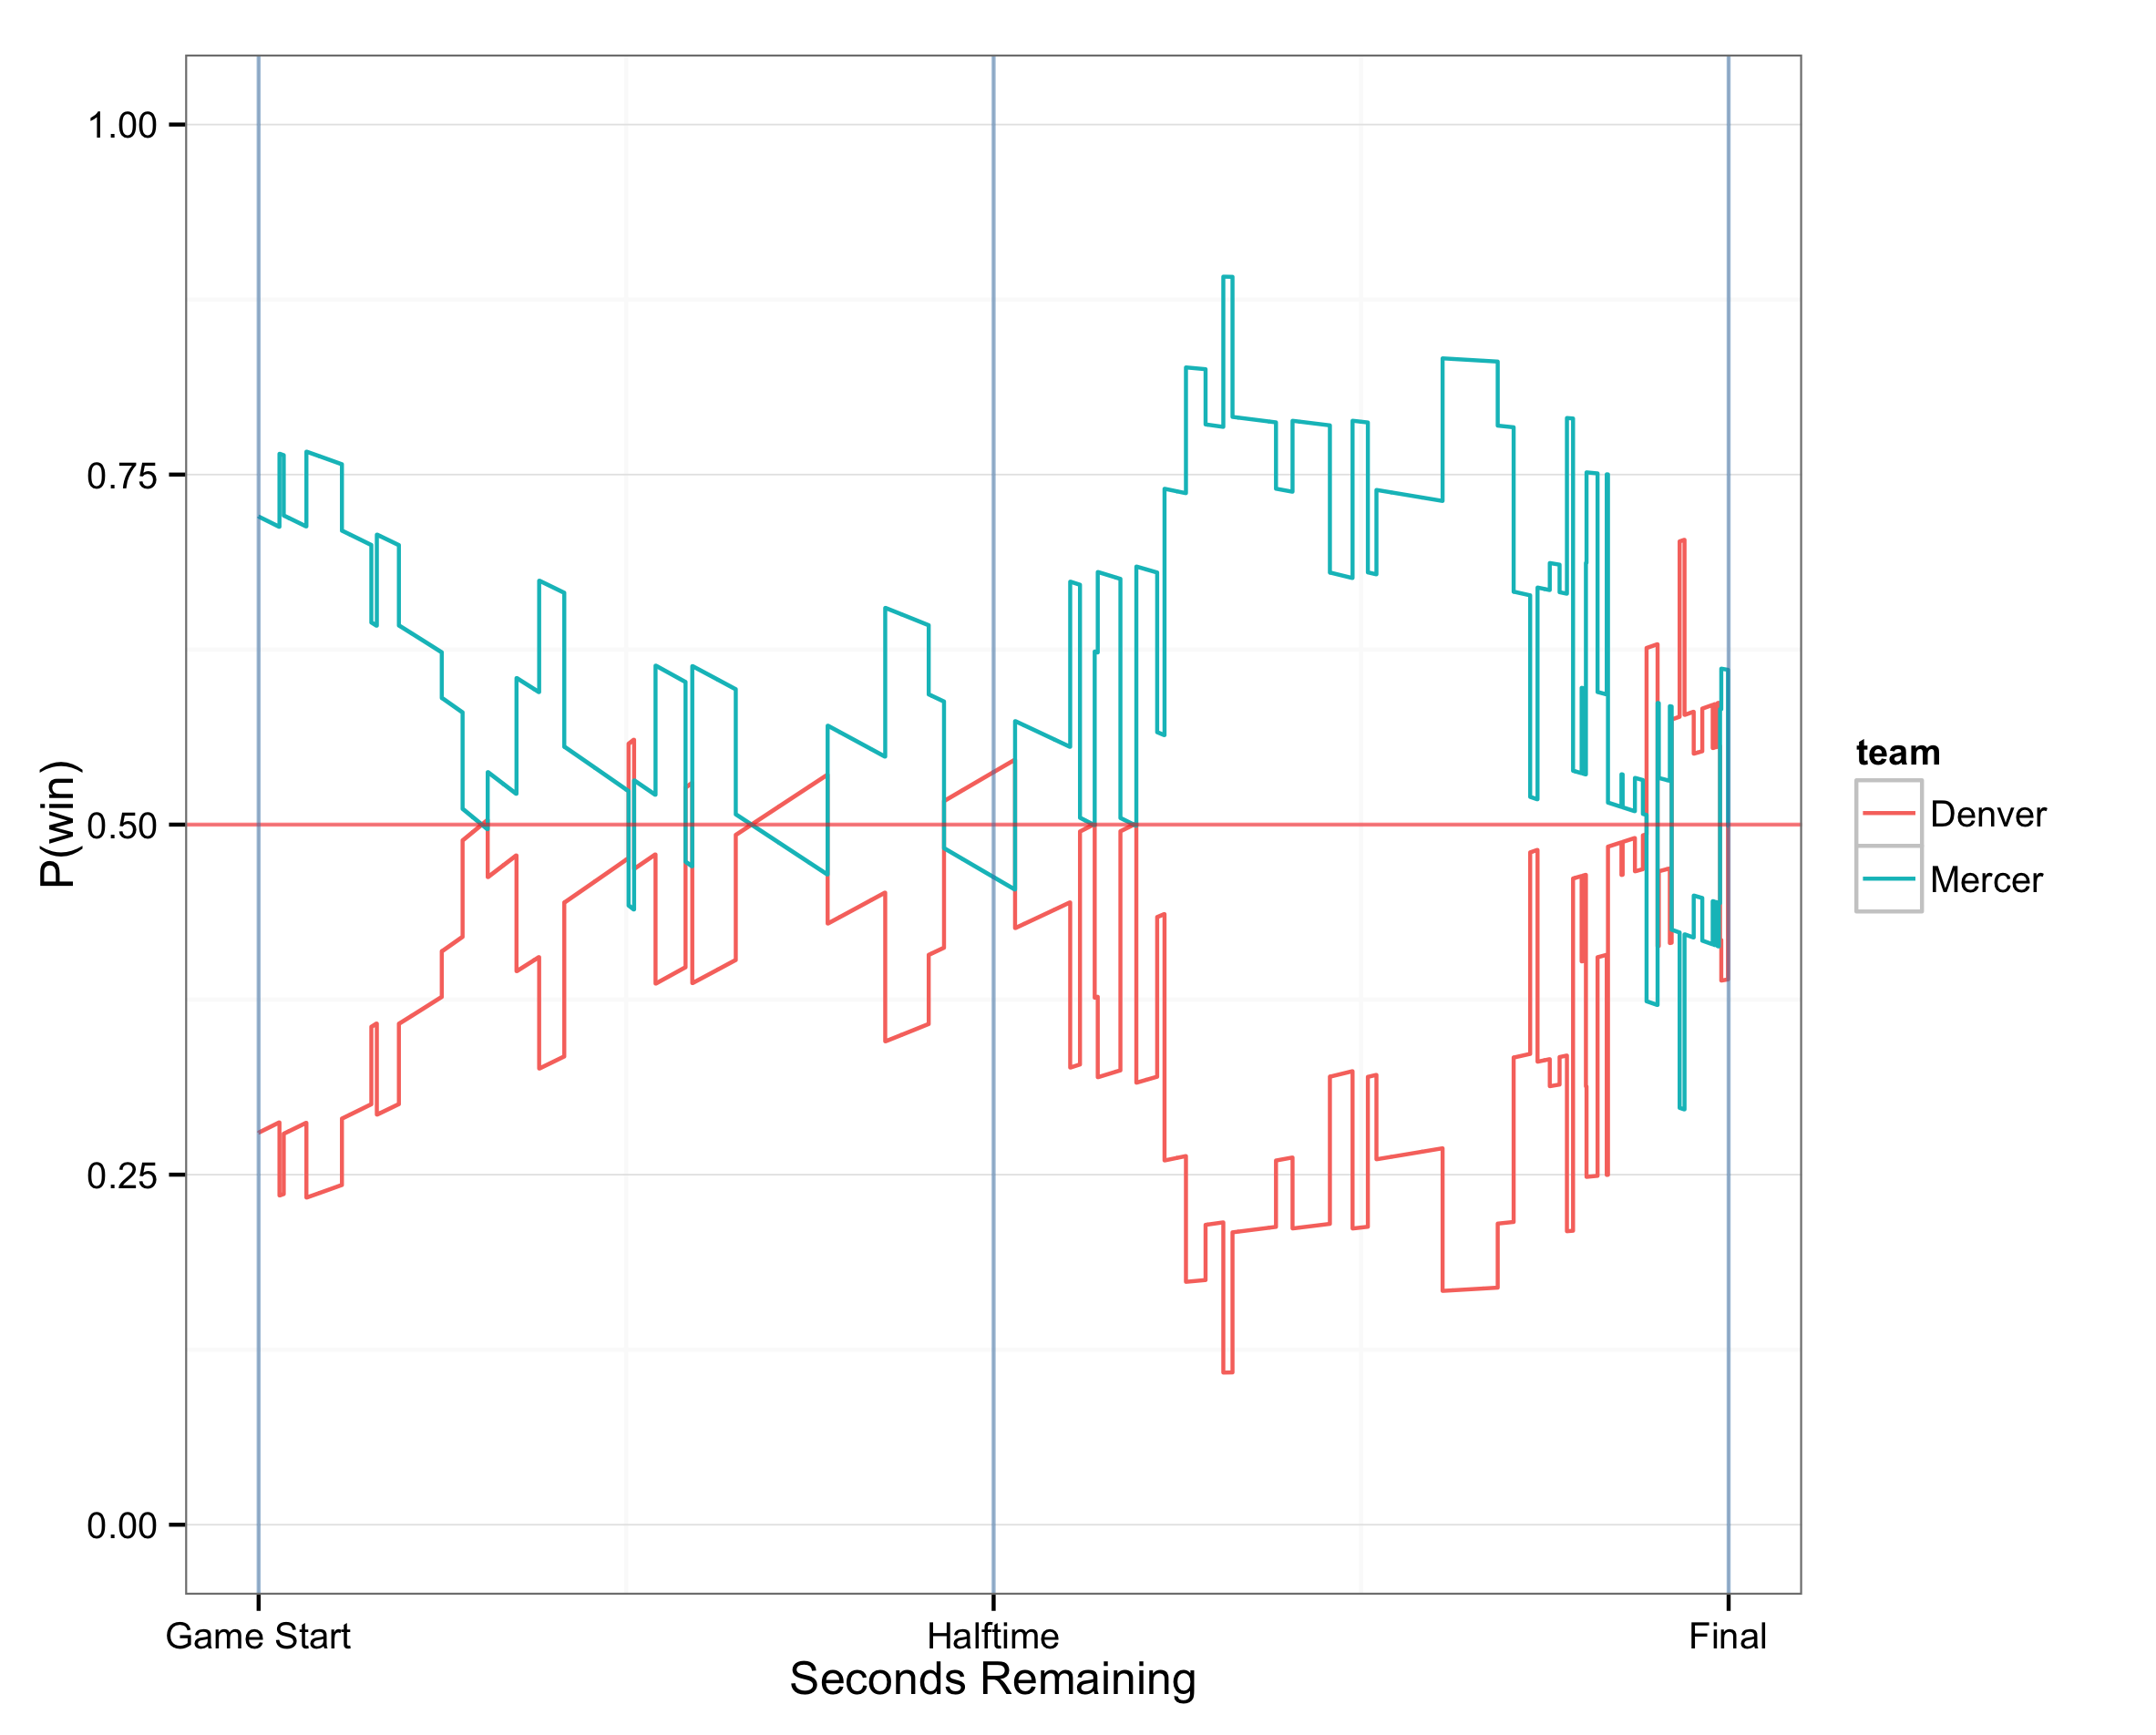 1.00
0.75
0.50
0.25
0.00
P(win)
Game Start
Halftime
Final
Seconds Remaining
team
Denver
Mercer